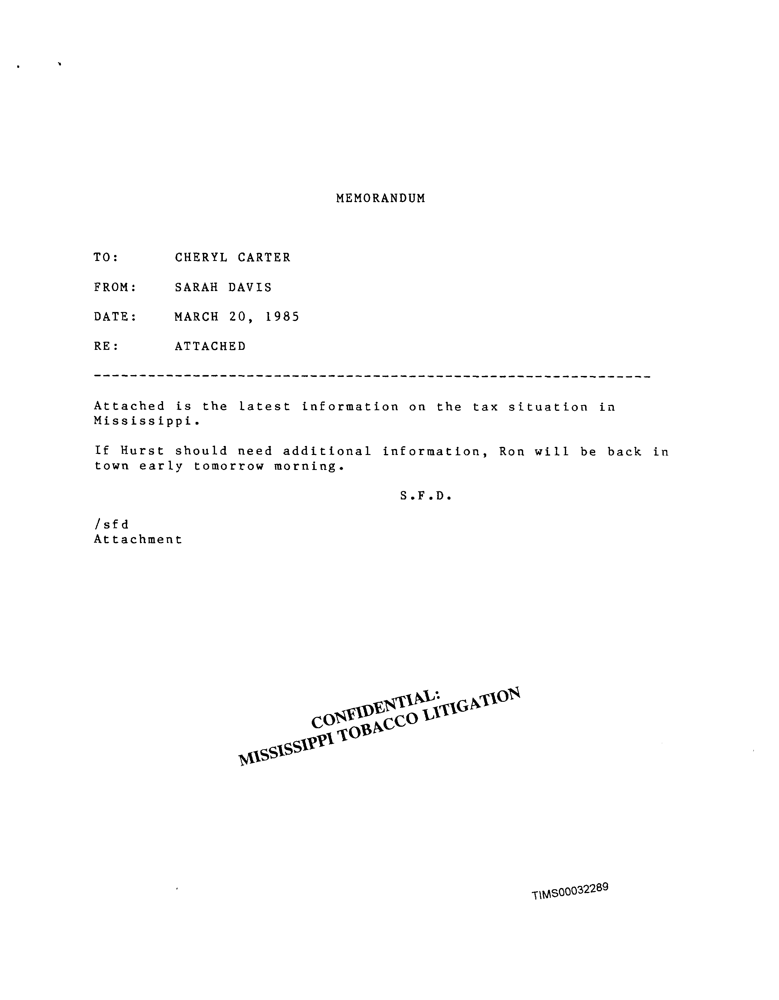 MEMORANDUM
TO: CHERYL CARTER
FROM: SARAH DAVIS
DATE: MARCH 20, 1985
RE: ATTACHED
--------------------------------------------------------------
Attached is the latest information on the tax situation in
Mississippi.
If Hurst should need additional information, Ron will be back in
town early tomorrow morning.
S.F.D.
/sfd
Attachment
CONFIDENTIAL:
MISSISSIPPI TOBACCO LITIGATION
TIMS00032289